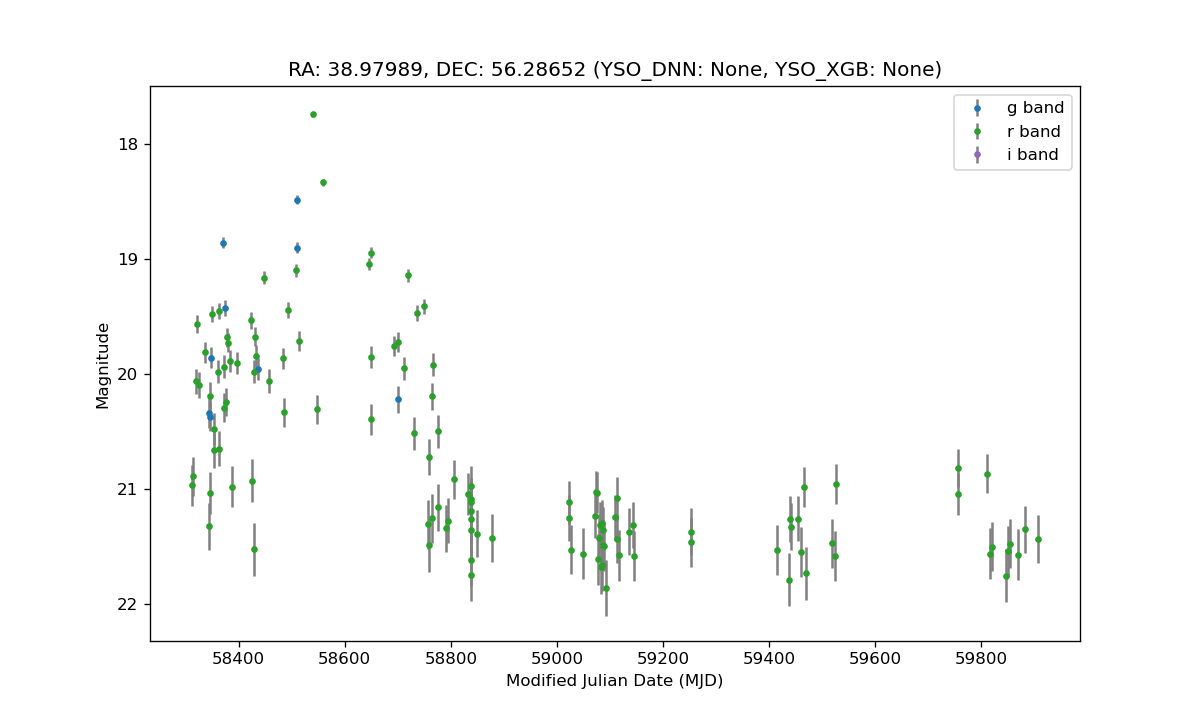 RA: 38.97989, DEC: 56.28652 (YSO_DNN: None, YSO_XGB: None)
g band
r band
i band
18
19
20
21
22
Magnitude
58400 58600 58800 59000 59200 59400 59600 59800
Modified Julian Date (MJD)